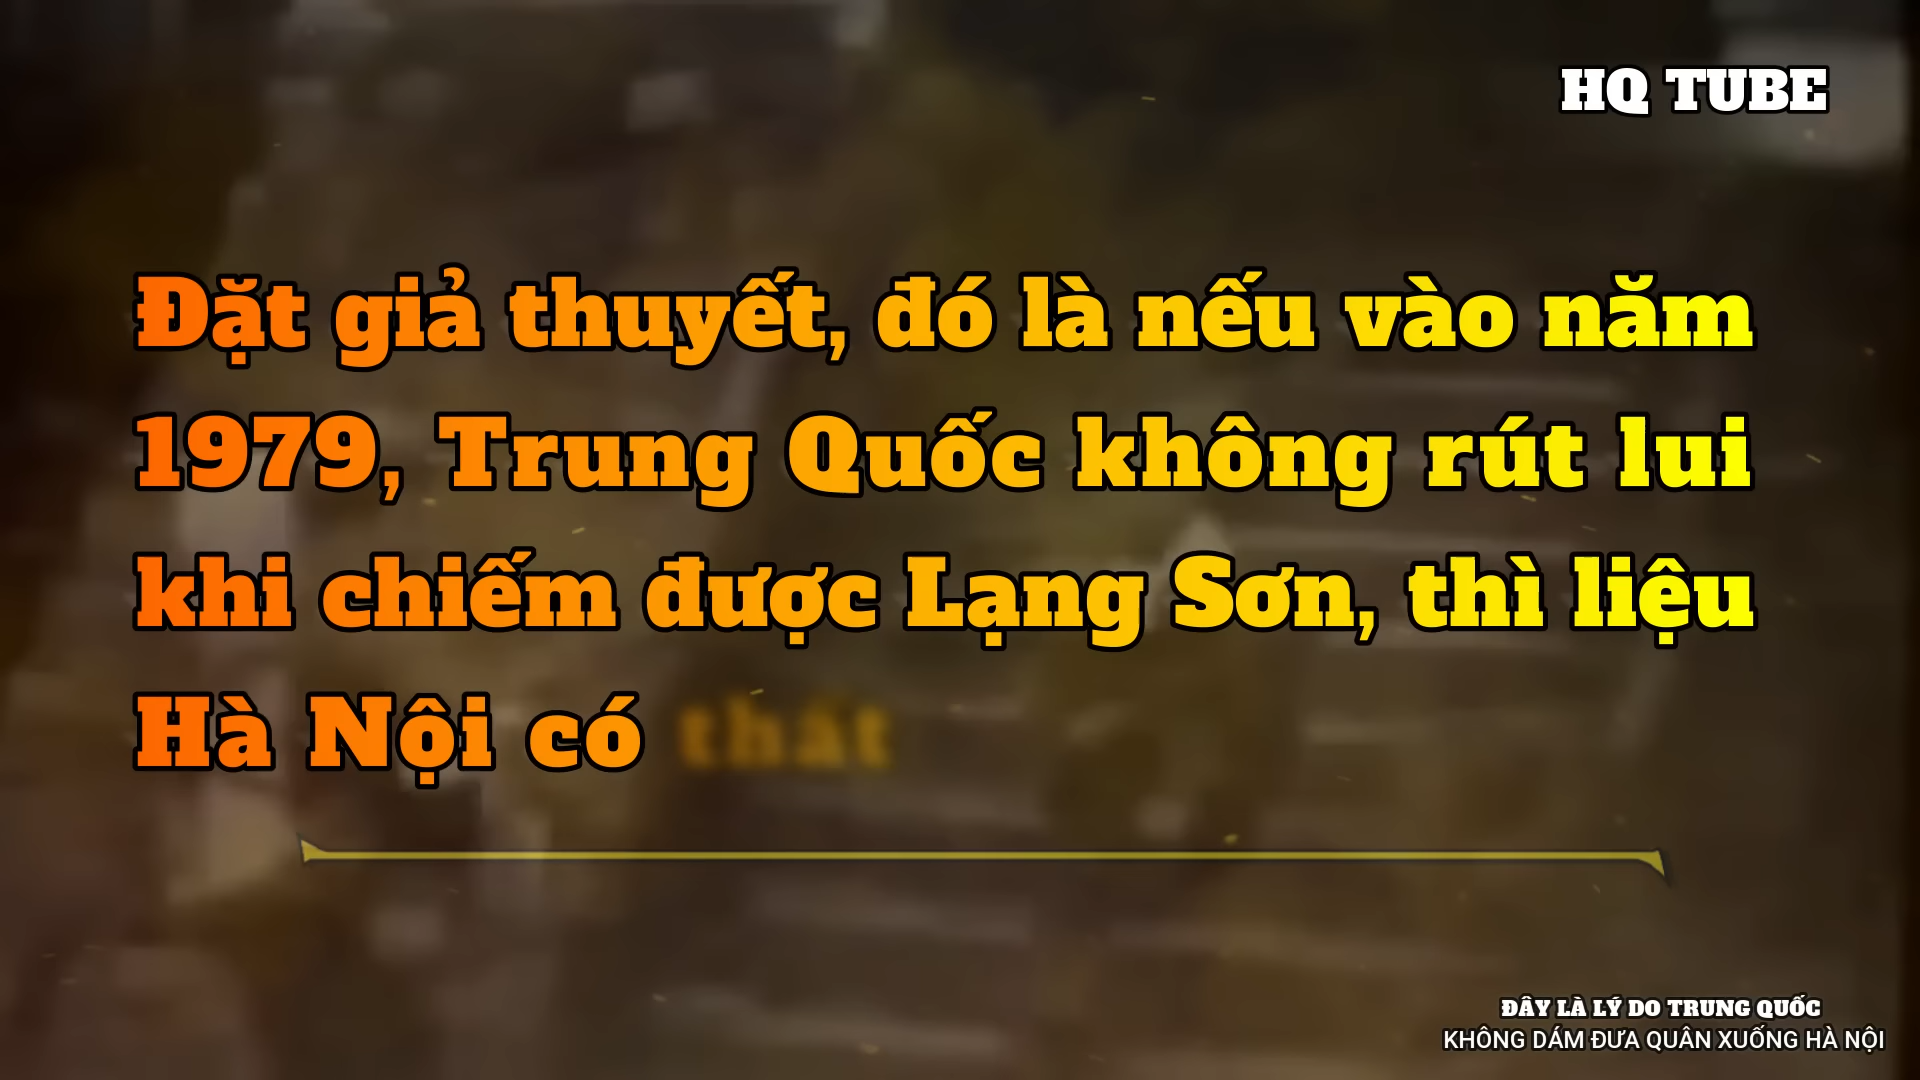 HQ TUBE
Đặt giả thuyết, đó là nếu vào năm
1979, Trung Quốc không rút lui
khi chiếm được Lạng Sơn, thì liệu
Hà Nội có
ĐÂY LÀ LÝ DO TRUNG QUỐC
KHÔNG DÁM ĐƯA QUÂN XUỐNG HÀ NỘI